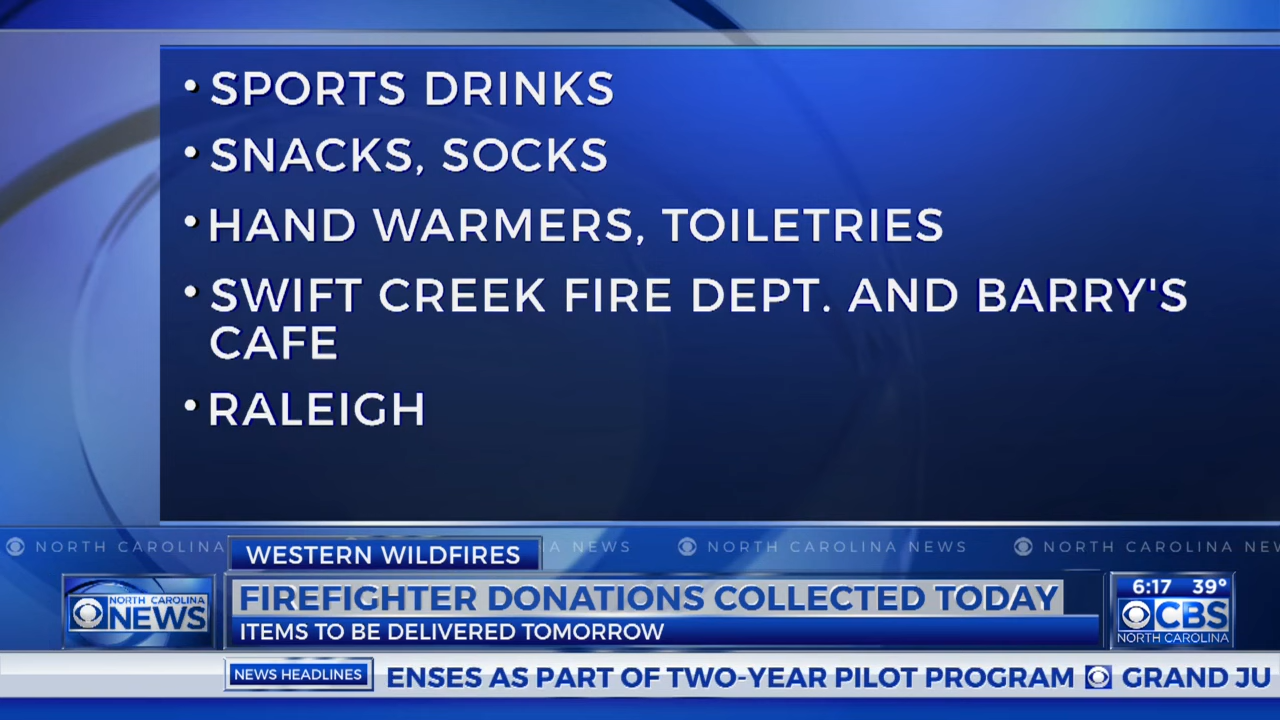 • SPORTS DRINKS
• SNACKS, SOCKS
• HAND WARMERS, TOILETRIES
• SWIFT CREEK FIRE DEPT. AND BARRY'S
CAFE
• RALEIGH
NORTH CAROLINA
A NEWS
NORTH CAROLINA NEWS
NORTH CAROLINA NEW
WESTERN WILDFIRES
NORTH CAROLINA
NEWS
FIREFIGHTER DONATIONS COLLECTED TODAY
ITEMS TO BE DELIVERED TOMORROW
6:17 39°
CBS
NORTH CAROLINA
NEWS HEADLINES
ENSES AS PART OF TWO-YEAR PILOT PROGRAM GRAND JU